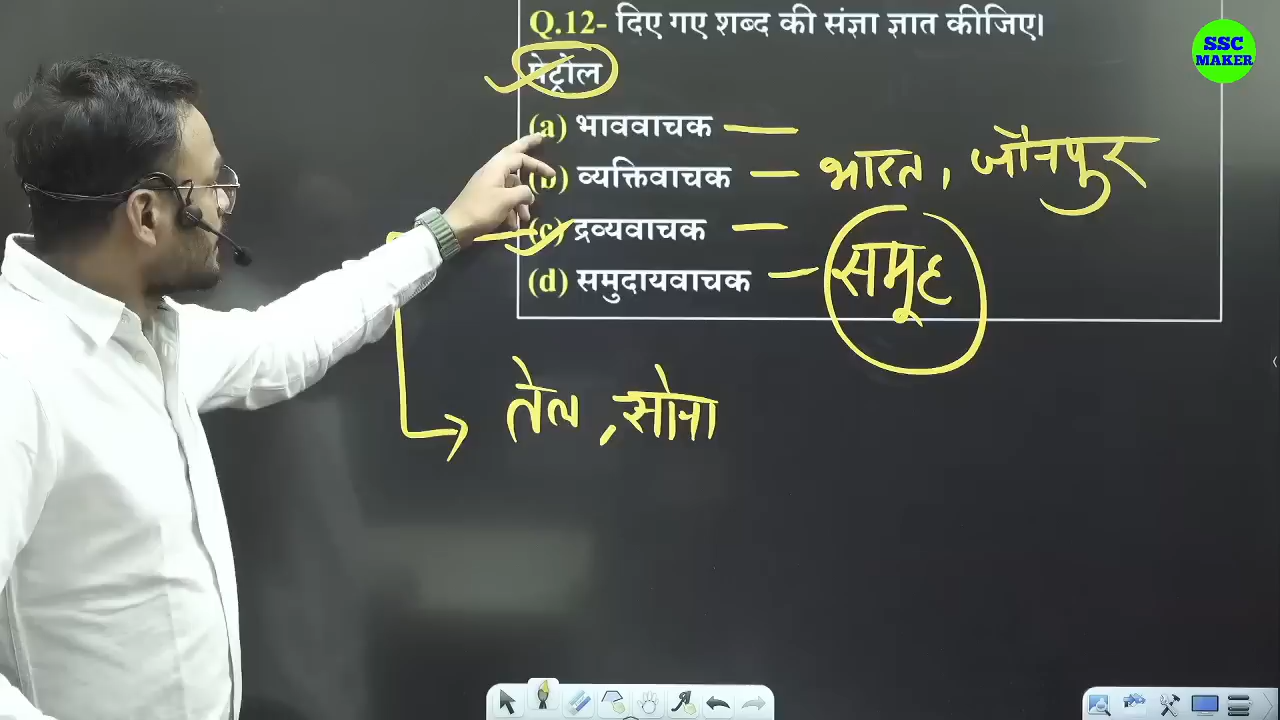 Q.12- दिए गए शब्द की संज्ञा ज्ञात कीजिए।
SSC
MAKER
पेट्रोल
(a) भाववाचक —
(b) व्यक्तिवाचक — भारत, जौनपुर
(c) द्रव्यवाचक —
(d) समुदायवाचक — समूह
तेल, सोना